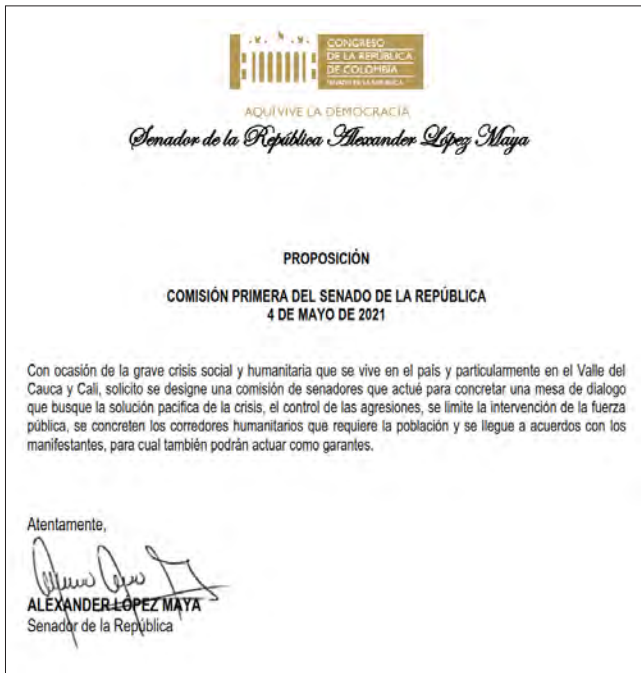 CONGRESO
DE LA REPÚBLICA
DE COLOMBIA
AQUÍ VIVE LA DEMOCRACIA
Senador de la República Alexander López Maya
PROPOSICIÓN
COMISIÓN PRIMERA DEL SENADO DE LA REPÚBLICA
4 DE MAYO DE 2021
Con ocasión de la grave crisis social y humanitaria que se vive en el país y particularmente en el Valle del
Cauca y Cali, solicito se designe una comisión de senadores que actué para concretar una mesa de dialogo
que busque la solución pacifica de la crisis, el control de las agresiones, se limite la intervención de la fuerza
pública, se concreten los corredores humanitarios que requiere la población y se llegue a acuerdos con los
manifestantes, para cual también podrán actuar como garantes.
Atentamente,
ALEXANDER LÓPEZ MAYA
Senador de la República